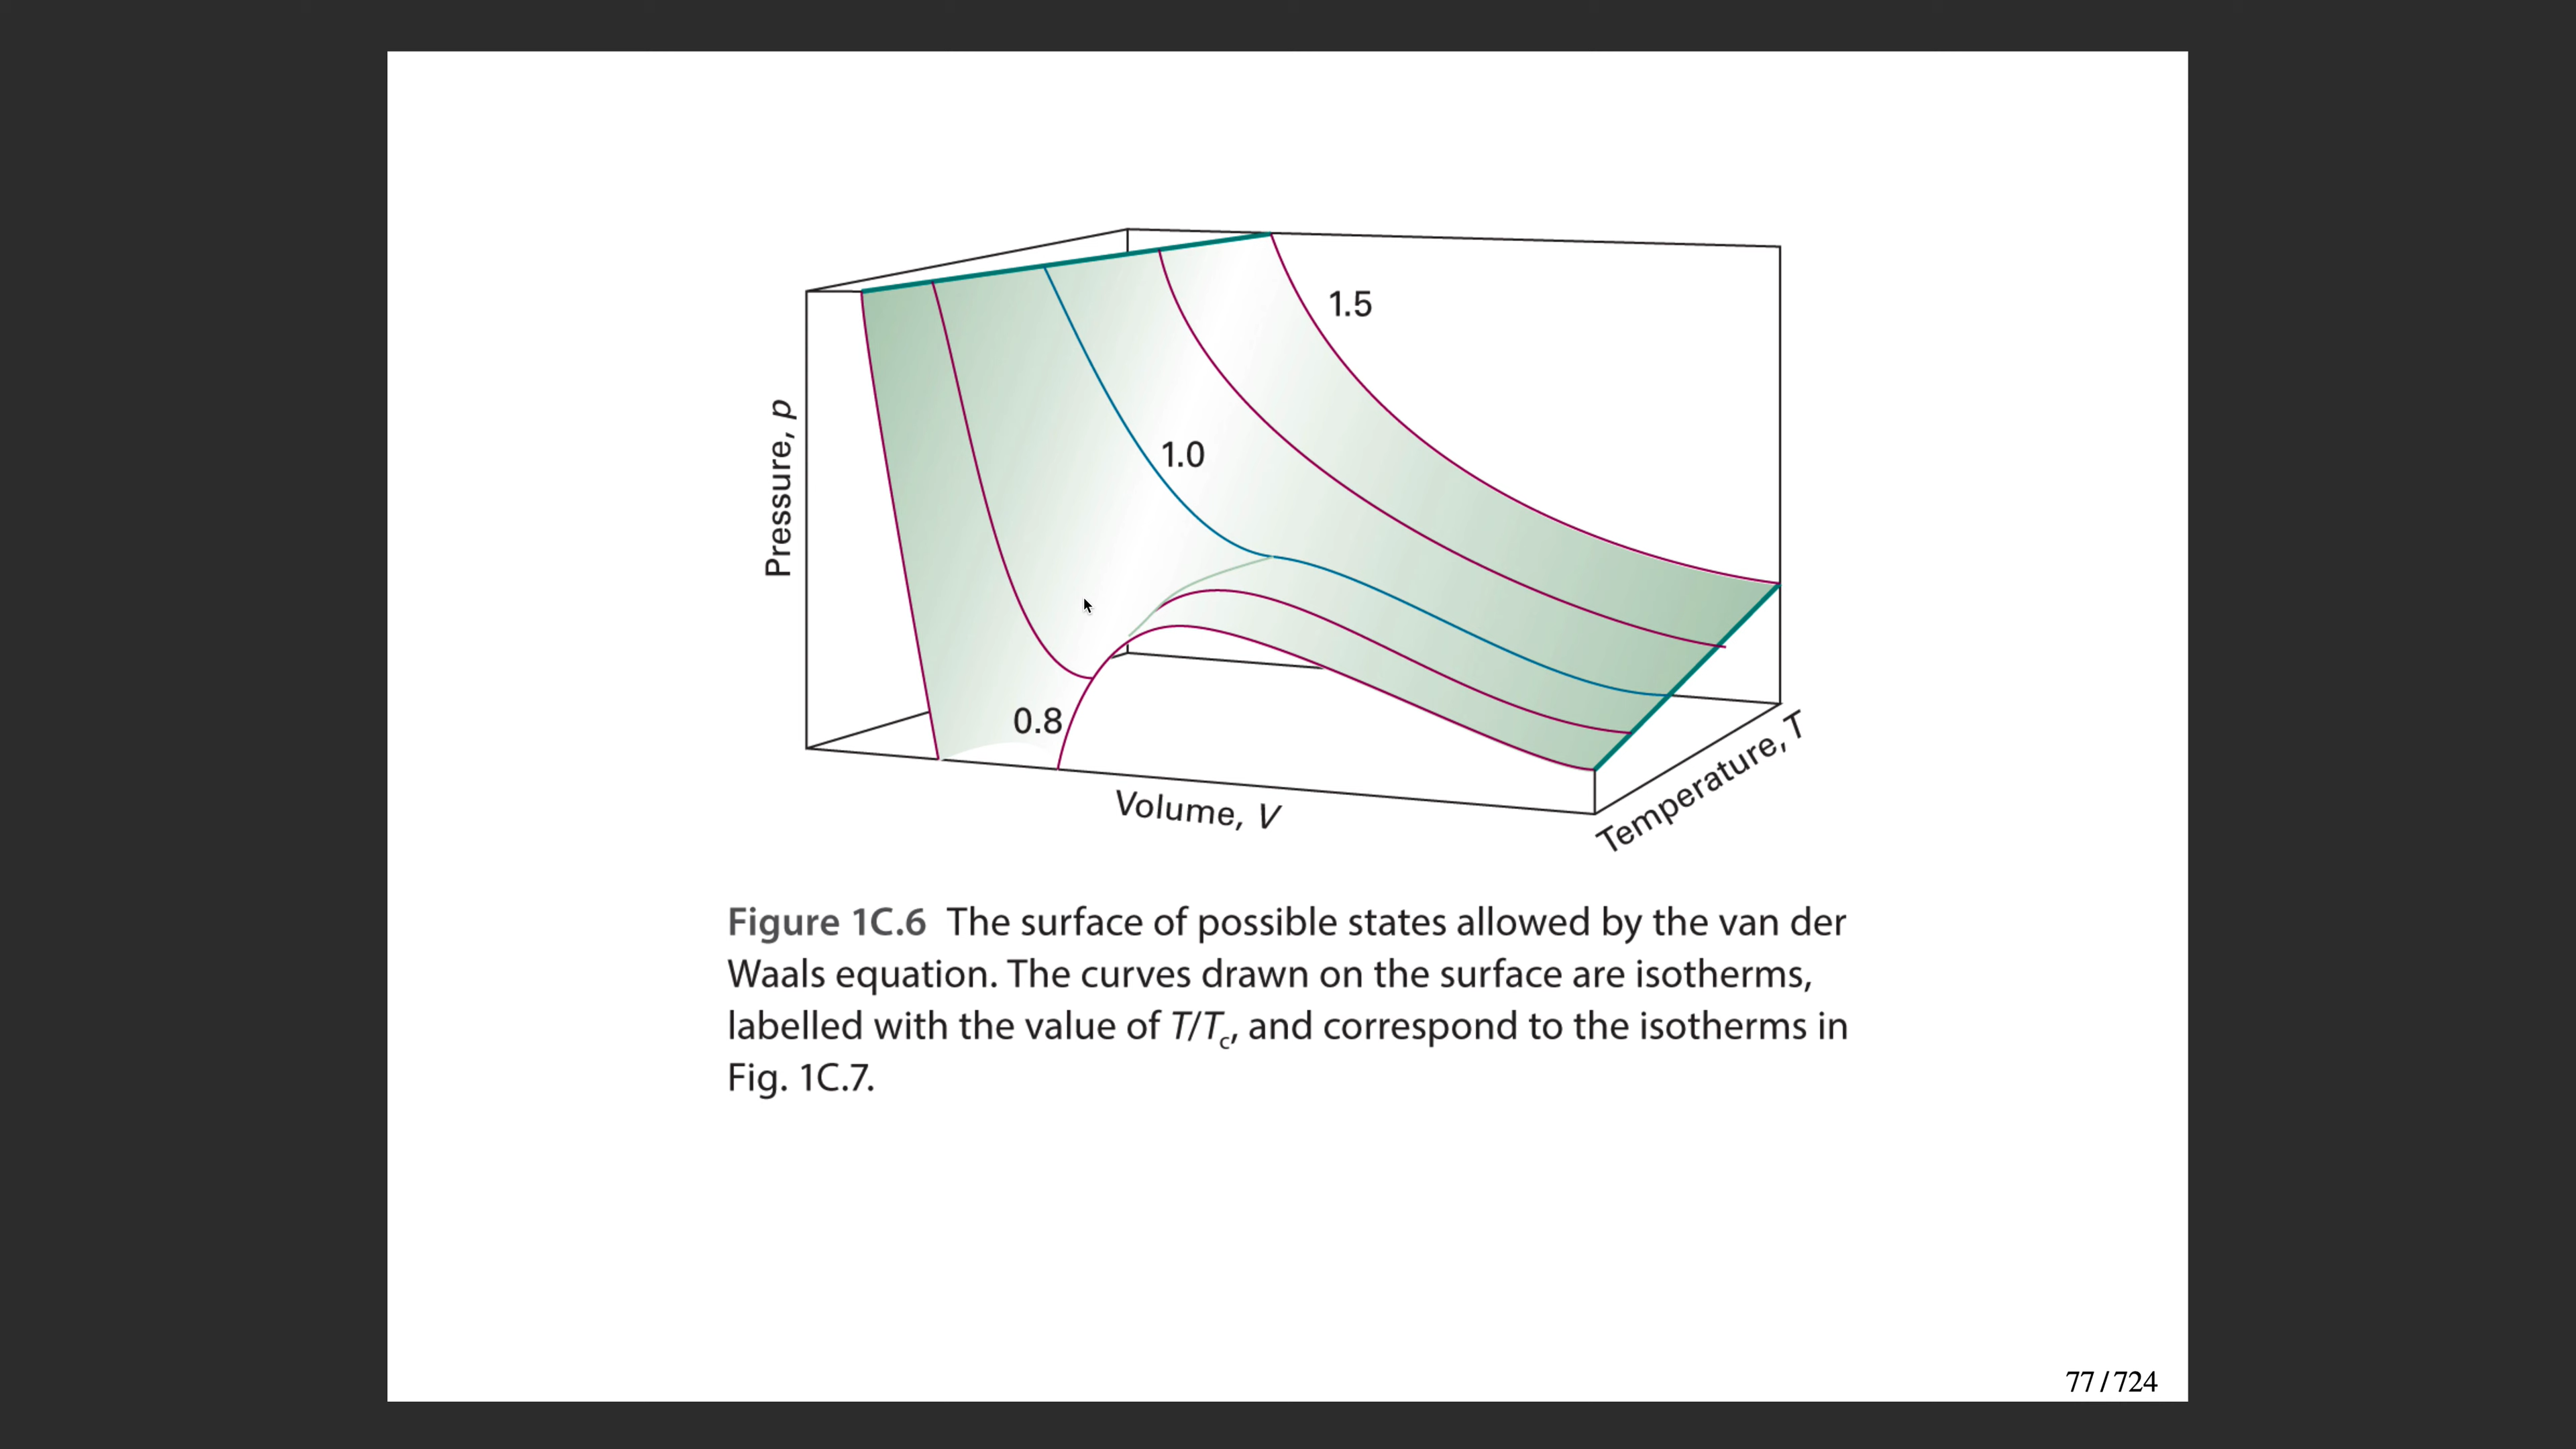 1.5
1.0
0.8
Pressure, p
Volume, V
Temperature, T
Figure 1C.6 The surface of possible states allowed by the van der
Waals equation. The curves drawn on the surface are isotherms,
labelled with the value of T/Tc, and correspond to the isotherms in
Fig. 1C.7.
77 / 724